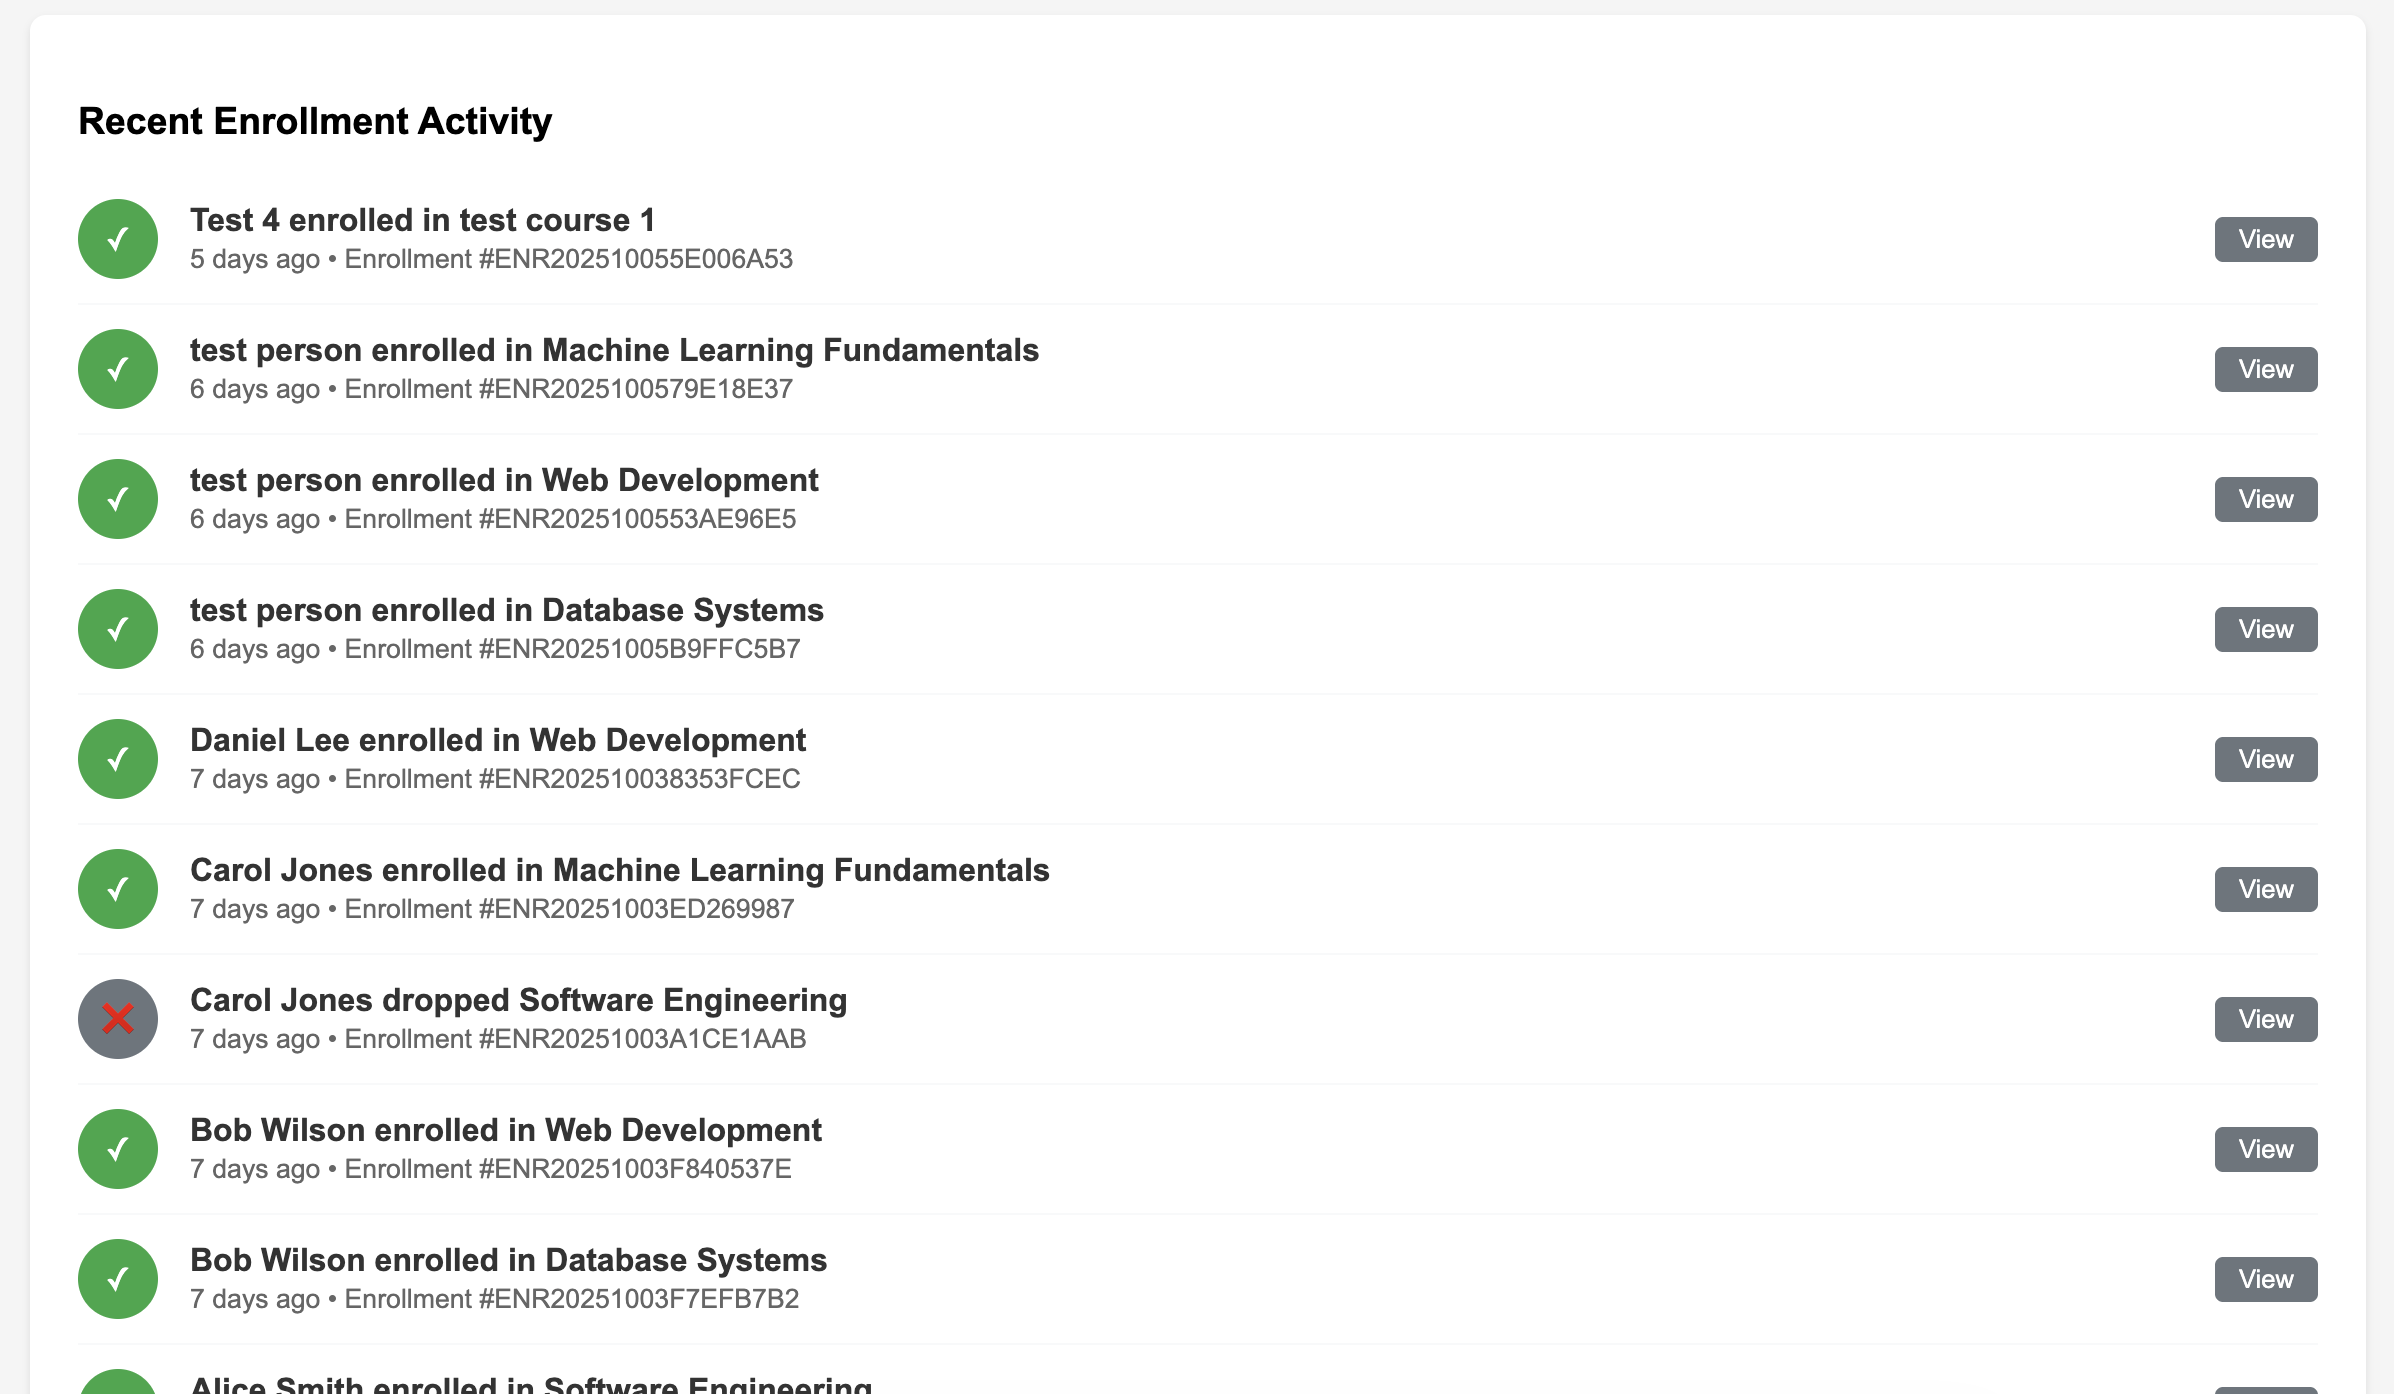 Recent Enrollment Activity
Test 4 enrolled in test course 1
5 days ago • Enrollment #ENR202510055E006A53
View
test person enrolled in Machine Learning Fundamentals
6 days ago • Enrollment #ENR2025100579E18E37
View
test person enrolled in Web Development
6 days ago • Enrollment #ENR2025100553AE96E5
View
test person enrolled in Database Systems
6 days ago • Enrollment #ENR20251005B9FFC5B7
View
Daniel Lee enrolled in Web Development
7 days ago • Enrollment #ENR202510038353FCEC
View
Carol Jones enrolled in Machine Learning Fundamentals
7 days ago • Enrollment #ENR20251003ED269987
View
Carol Jones dropped Software Engineering
7 days ago • Enrollment #ENR20251003A1CE1AAB
View
Bob Wilson enrolled in Web Development
7 days ago • Enrollment #ENR20251003F840537E
View
Bob Wilson enrolled in Database Systems
7 days ago • Enrollment #ENR20251003F7EFB7B2
View
Alice Smith enrolled in Software Engineering